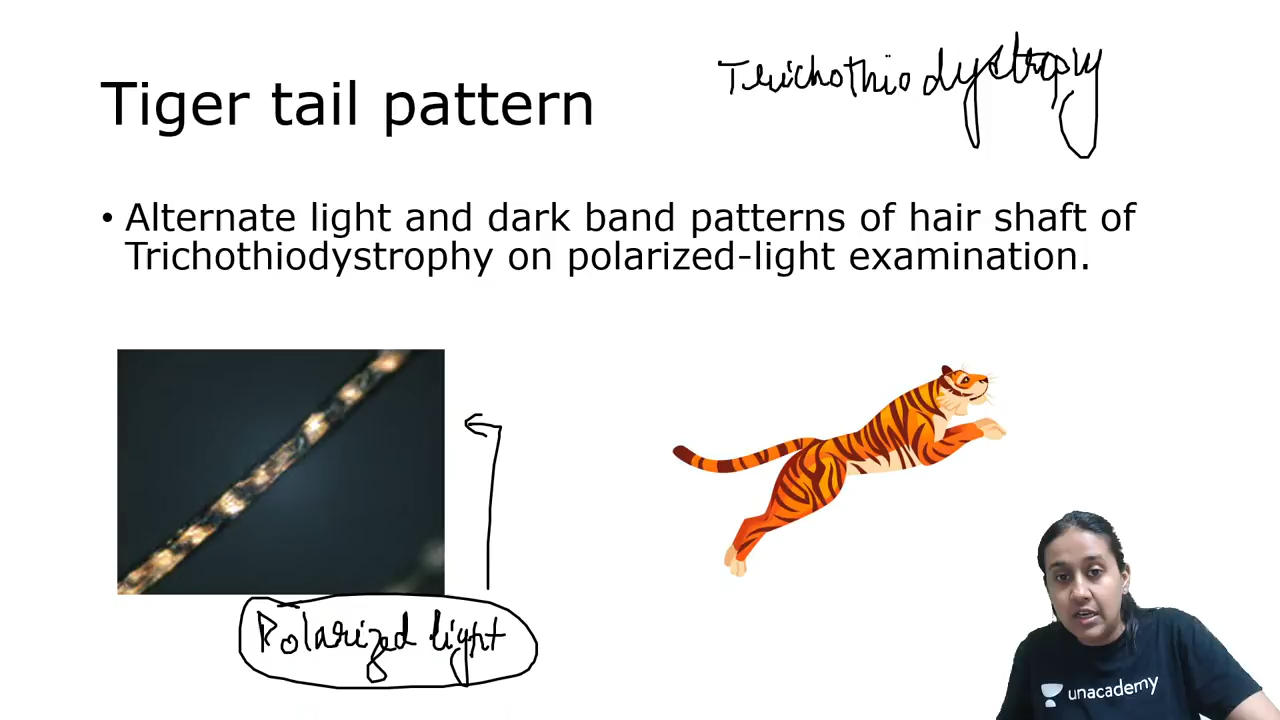 Trichothiodystropy
Tiger tail pattern
• Alternate light and dark band patterns of hair shaft of
Trichothiodystrophy on polarized-light examination.
Polarized light
unacademy